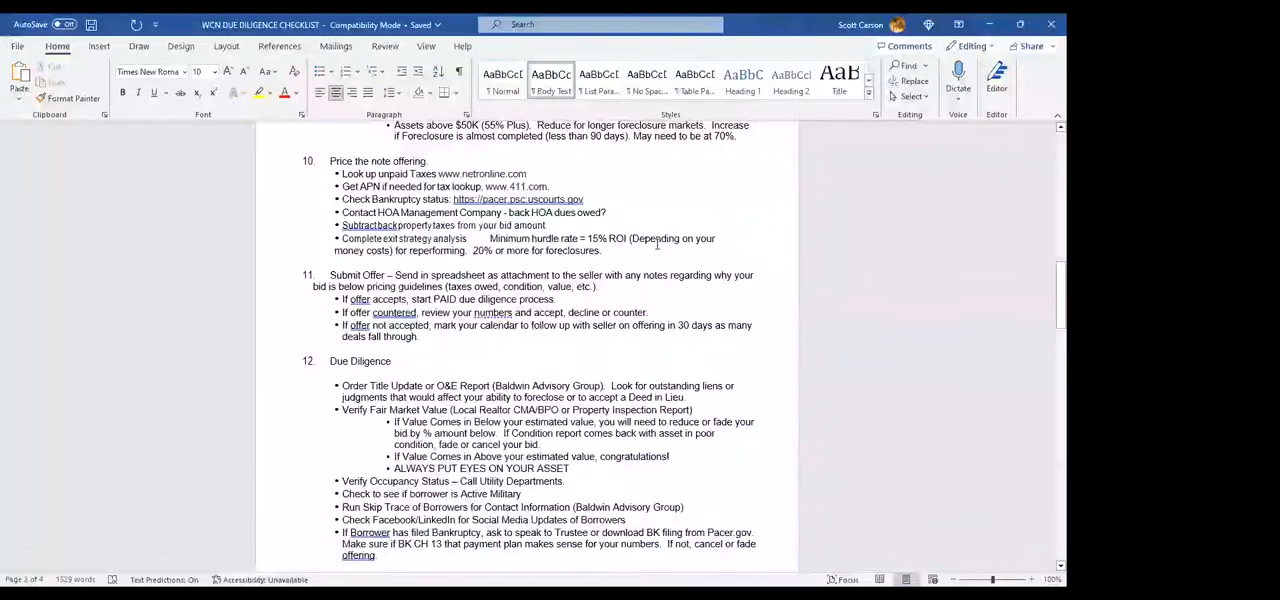 AutoSave Off WCN DUE DILIGENCE CHECKLIST - Compatibility Mode • Saved Search Scott Carson
File Home Insert Draw Design Layout References Mailings Review View Help Comments Editing Share
Paste Cut Copy Format Painter
Clipboard
Times New Roma 10 A A Aa A
B I U ab x x A A
Font
Paragraph
AaBbCcD AaBbCc AaBbCcI AaBbCcI AaBbCcI AaBbC AaBbCcI AaB
¶ Normal ¶ Body Text ¶ List Para... ¶ No Spac... ¶ Table Pa... Heading 1 Heading 2 Title
Styles
Find
Replace
Select
Editing
Dictate
Voice
Editor
Editor
• Assets above $50K (55% Plus). Reduce for longer foreclosure markets. Increase
if Foreclosure is almost completed (less than 90 days). May need to be at 70%.
10. Price the note offering.
• Look up unpaid Taxes www.netronline.com
• Get APN if needed for tax lookup. www.411.com.
• Check Bankruptcy status: https://pacer.psc.uscourts.gov
• Contact HOA Management Company - back HOA dues owed?
• Subtract back property taxes from your bid amount.
• Complete exit strategy analysis Minimum hurdle rate = 15% ROI (Depending on your
money costs) for reperforming. 20% or more for foreclosures.
11. Submit Offer – Send in spreadsheet as attachment to the seller with any notes regarding why your
bid is below pricing guidelines (taxes owed, condition, value, etc.).
• If offer accepts, start PAID due diligence process.
• If offer countered, review your numbers and accept, decline or counter.
• If offer not accepted, mark your calendar to follow up with seller on offering in 30 days as many
deals fall through.
12. Due Diligence
• Order Title Update or O&E Report (Baldwin Advisory Group). Look for outstanding liens or
judgments that would affect your ability to foreclose or to accept a Deed in Lieu.
• Verify Fair Market Value (Local Realtor CMA/BPO or Property Inspection Report)
• If Value Comes in Below your estimated value, you will need to reduce or fade your
bid by % amount below. If Condition report comes back with asset in poor
condition, fade or cancel your bid.
• If Value Comes in Above your estimated value, congratulations!
• ALWAYS PUT EYES ON YOUR ASSET
• Verify Occupancy Status – Call Utility Departments.
• Check to see if borrower is Active Military
• Run Skip Trace of Borrowers for Contact Information (Baldwin Advisory Group)
• Check Facebook/LinkedIn for Social Media Updates of Borrowers
• If Borrower has filed Bankruptcy, ask to speak to Trustee or download BK filing from Pacer.gov.
Make sure if BK CH 13 that payment plan makes sense for your numbers. If not, cancel or fade
offering.
Page 2 of 4 1529 words Text Predictions: On Accessibility: Unavailable Focus 100%